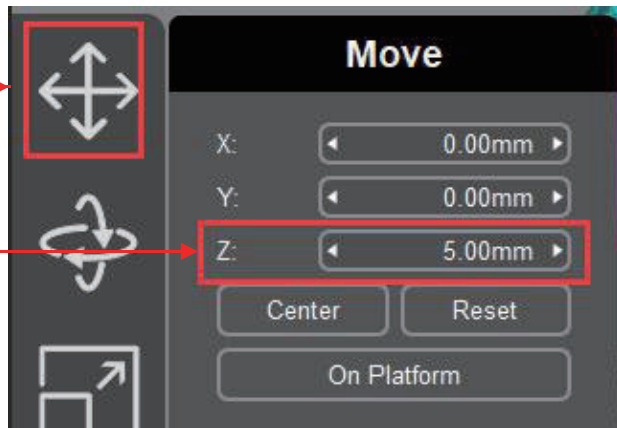 Move
X: 0.00mm
Y: 0.00mm
Z: 5.00mm
Center Reset
On Platform